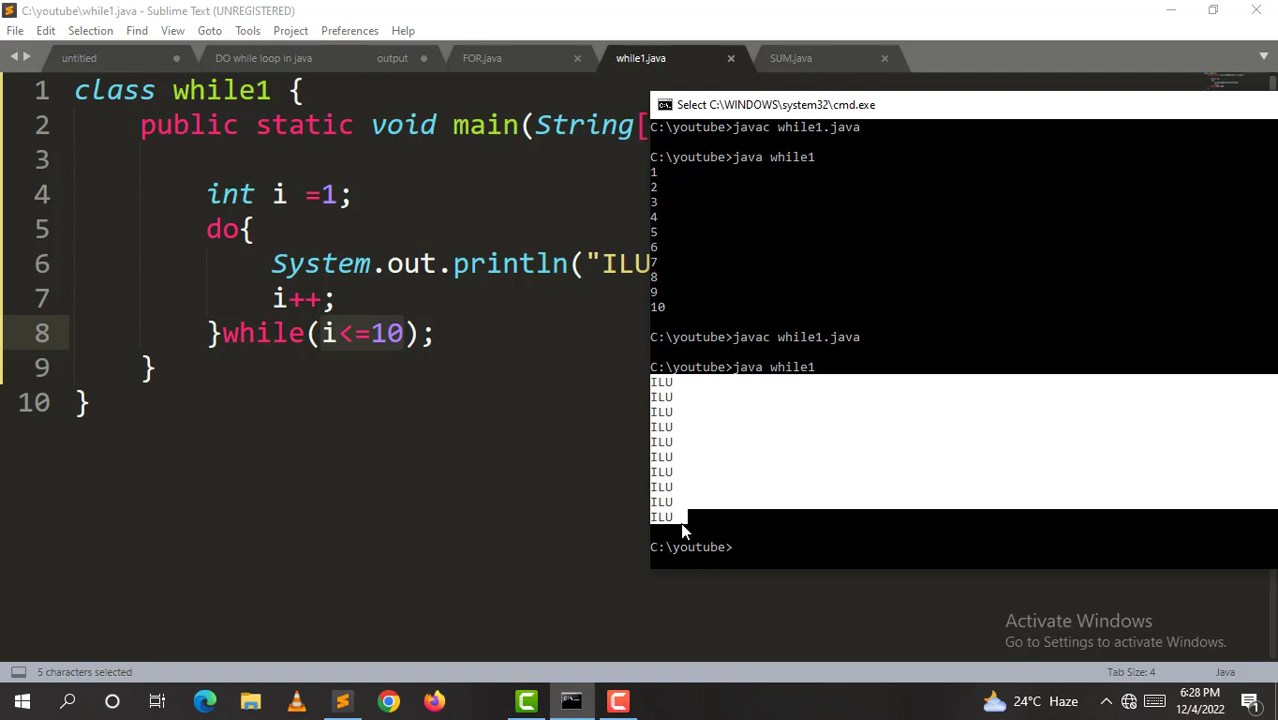 C:\youtube\while1.java - Sublime Text (UNREGISTERED)
File Edit Selection Find View Goto Tools Project Preferences Help
untitled DO while loop in java output FOR.java while1.java SUM.java
1 class while1 {
2 public static void main(String[
3
4 int i =1;
5 do{
6 System.out.println("ILU
7 i++;
8 }while(i<=10);
9 }
10 }
Select C:\WINDOWS\system32\cmd.exe
C:\youtube>javac while1.java
C:\youtube>java while1
1
2
3
4
5
6
7
8
9
10
C:\youtube>javac while1.java
C:\youtube>java while1
ILU
ILU
ILU
ILU
ILU
ILU
ILU
ILU
ILU
ILU
C:\youtube>
Activate Windows
Go to Settings to activate Windows.
5 characters selected Tab Size: 4 Java
24°C Haze
6:28 PM
12/4/2022
1